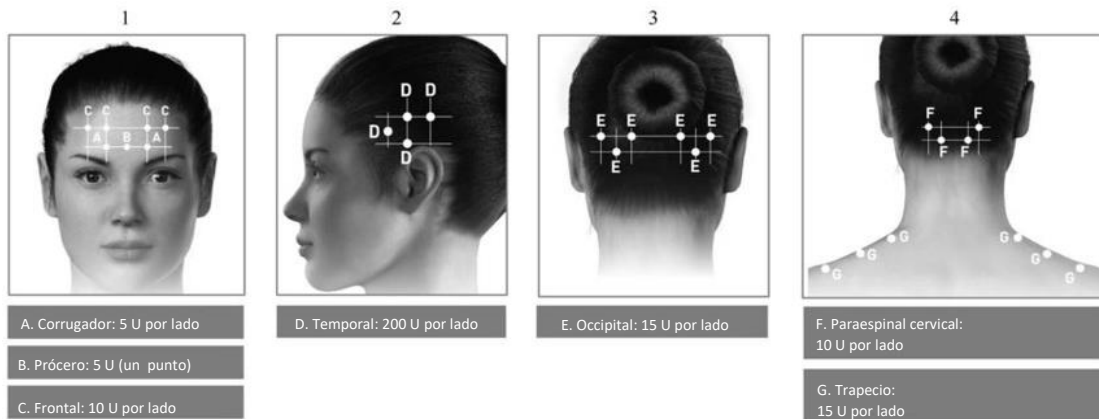 1
2
3
4
C C C C
A B A
D D
D
D
E E E E
E E
F F
F F
G G
G G
G G
A. Corrugador: 5 U por lado
B. Prócero: 5 U (un punto)
C. Frontal: 10 U por lado
D. Temporal: 200 U por lado
E. Occipital: 15 U por lado
F. Paraespinal cervical:
10 U por lado
G. Trapecio:
15 U por lado